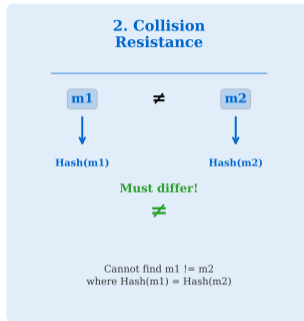 2. Collision
Resistance
m1 ≠ m2
Hash(m1) Hash(m2)
Must differ!
≠
Cannot find m1 != m2
where Hash(m1) = Hash(m2)